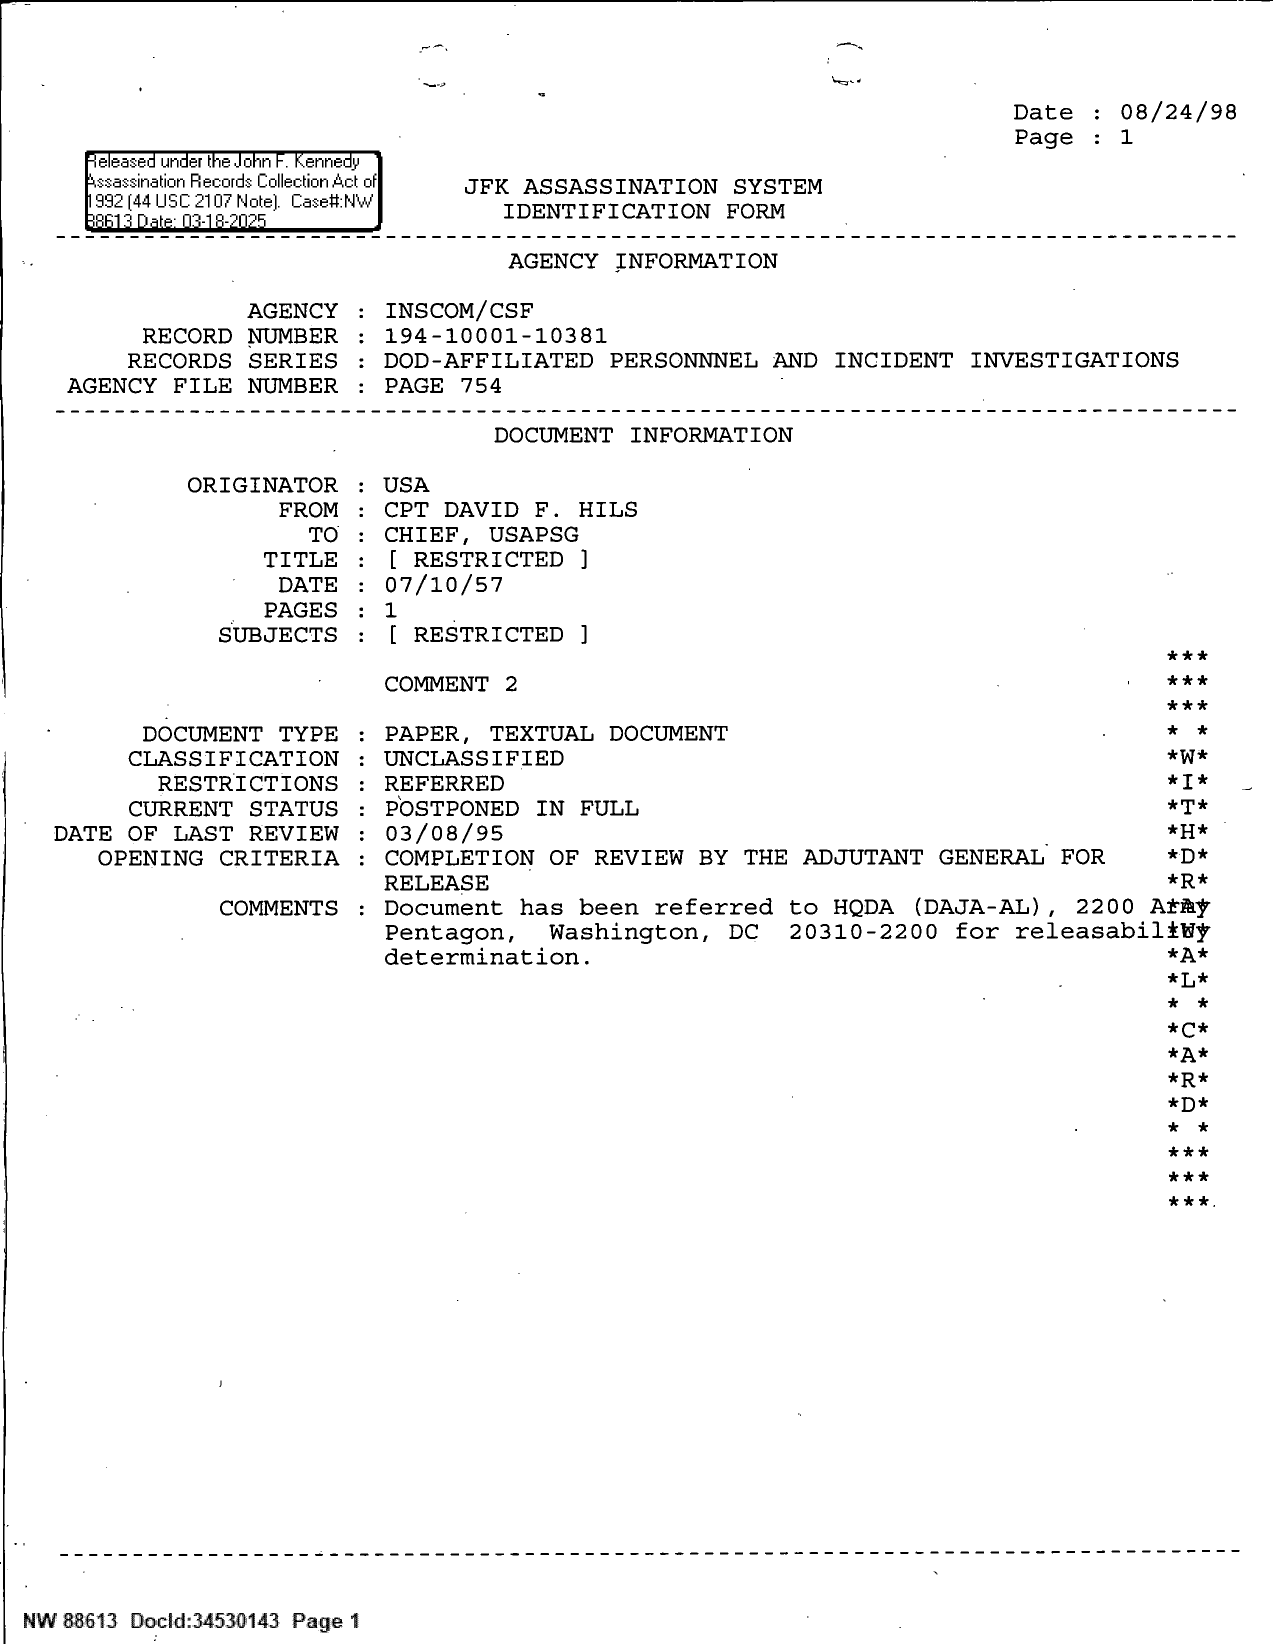 Date : 08/24/98
Page : 1
Released under the John F. Kennedy
Assassination Records Collection Act of
1992 (44 USC 2107 Note). Case#:NW
88613 Date: 03-18-2025
JFK ASSASSINATION SYSTEM
IDENTIFICATION FORM
AGENCY INFORMATION
AGENCY : INSCOM/CSF
RECORD NUMBER : 194-10001-10381
RECORDS SERIES : DOD-AFFILIATED PERSONNNEL AND INCIDENT INVESTIGATIONS
AGENCY FILE NUMBER : PAGE 754
DOCUMENT INFORMATION
ORIGINATOR : USA
FROM : CPT DAVID F. HILS
TO : CHIEF, USAPSG
TITLE : [ RESTRICTED ]
DATE : 07/10/57
PAGES : 1
SUBJECTS : [ RESTRICTED ]
COMMENT 2
DOCUMENT TYPE : PAPER, TEXTUAL DOCUMENT
CLASSIFICATION : UNCLASSIFIED
RESTRICTIONS : REFERRED
CURRENT STATUS : POSTPONED IN FULL
DATE OF LAST REVIEW : 03/08/95
OPENING CRITERIA : COMPLETION OF REVIEW BY THE ADJUTANT GENERAL FOR
RELEASE
COMMENTS : Document has been referred to HQDA (DAJA-AL), 2200 Army
Pentagon, Washington, DC 20310-2200 for releasability
determination.
***
***
***
* *
*W*
*I*
*T*
*H*
*D*
*R*
*A*
*W*
*A*
*L*
* *
*C*
*A*
*R*
*D*
* *
***
***
***
NW 88613 DocId:34530143 Page 1